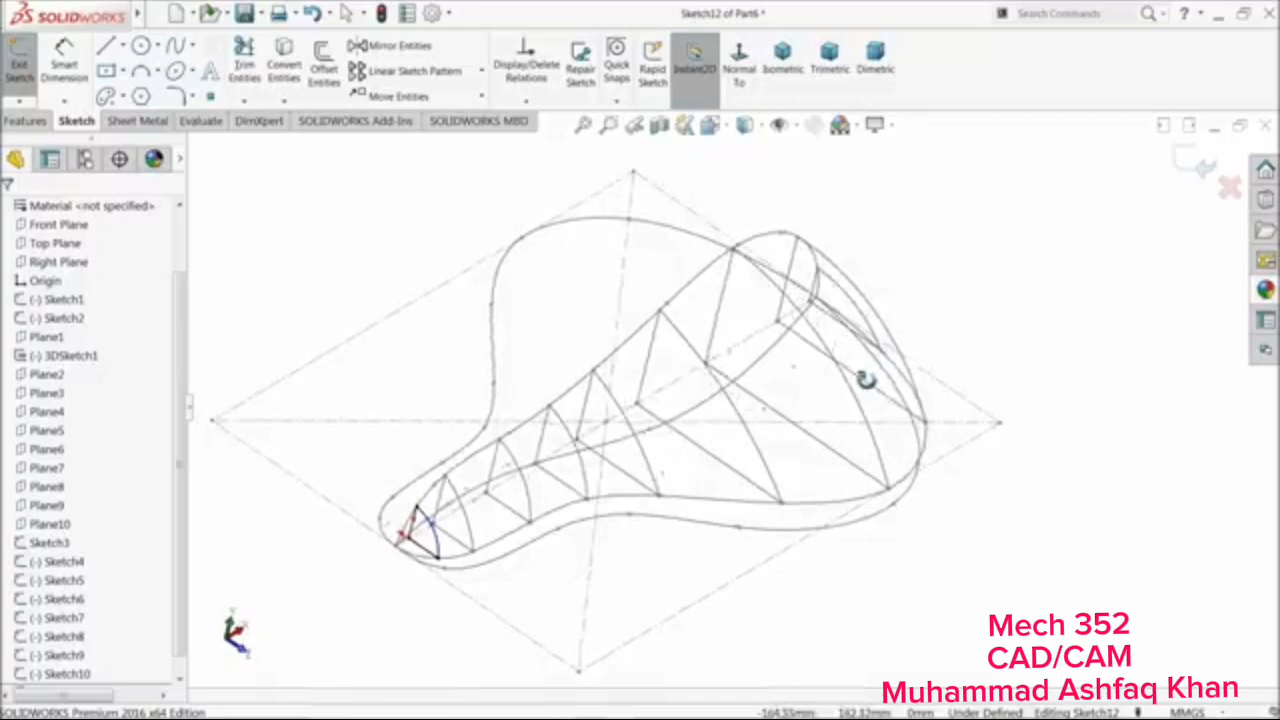 SOLIDWORKS
Sketch12 of Part6 *
Search Commands
Exit Sketch
Smart Dimension
Trim Entities
Convert Entities
Offset Entities
Mirror Entities
Linear Sketch Pattern
Move Entities
Display/Delete Relations
Repair Sketch
Quick Snaps
Rapid Sketch
Instant2D
Normal To
Isometric
Trimetric
Dimetric
Features
Sketch
Sheet Metal
Evaluate
DimXpert
SOLIDWORKS Add-Ins
SOLIDWORKS MBD
Material <not specified>
Front Plane
Top Plane
Right Plane
Origin
(-) Sketch1
(-) Sketch2
Plane1
(-) 3DSketch1
Plane2
Plane3
Plane4
Plane5
Plane6
Plane7
Plane8
Plane9
Plane10
Sketch3
(-) Sketch4
(-) Sketch5
(-) Sketch6
(-) Sketch7
(-) Sketch8
(-) Sketch9
(-) Sketch10
Mech 352
CAD/CAM
Muhammad Ashfaq Khan
SOLIDWORKS Premium 2016 x64 Edition
0mm Under Defined Editing Sketch12 MMGS